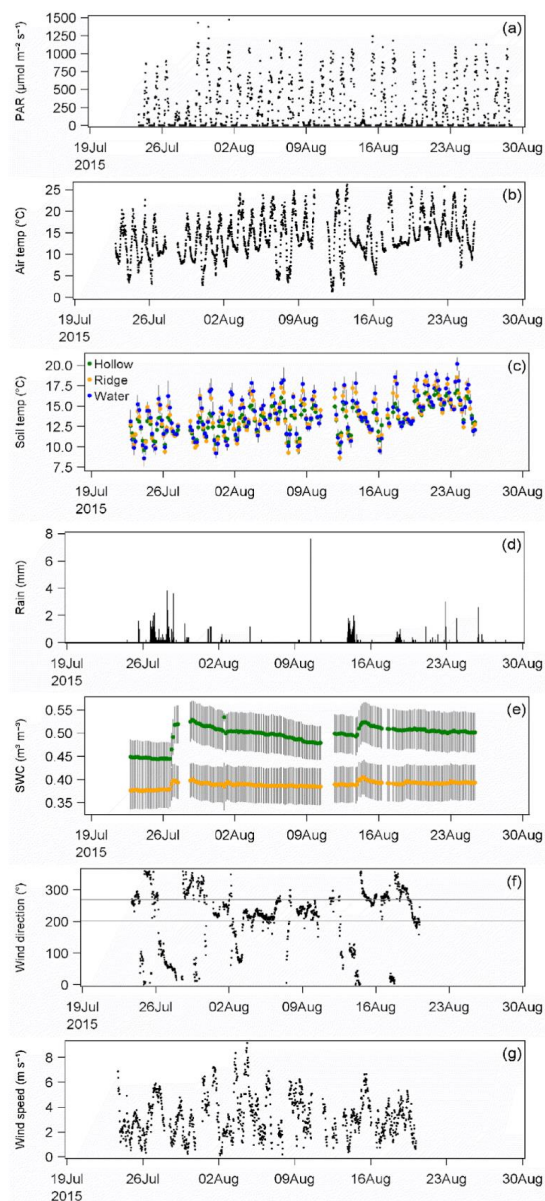 (a)
PAR (µmol m⁻² s⁻¹)
1500
1250
1000
750
500
250
0
19Jul 26Jul 02Aug 09Aug 16Aug 23Aug 30Aug
2015
(b)
Air temp (°C)
25
20
15
10
5
0
19Jul 26Jul 02Aug 09Aug 16Aug 23Aug 30Aug
2015
(c)
Hollow
Ridge
Water
Soil temp (°C)
20.0
17.5
15.0
12.5
10.0
7.5
19Jul 26Jul 02Aug 09Aug 16Aug 23Aug 30Aug
2015
(d)
Rain (mm)
8
6
4
2
0
19Jul 26Jul 02Aug 09Aug 16Aug 23Aug 30Aug
2015
(e)
SWC (m³ m⁻³)
0.55
0.50
0.45
0.40
0.35
19Jul 26Jul 02Aug 09Aug 16Aug 23Aug 30Aug
2015
(f)
Wind direction (°)
300
200
100
0
19Jul 26Jul 02Aug 09Aug 16Aug 23Aug 30Aug
2015
(g)
Wind speed (m s⁻¹)
8
6
4
2
0
19Jul 26Jul 02Aug 09Aug 16Aug 23Aug 30Aug
2015